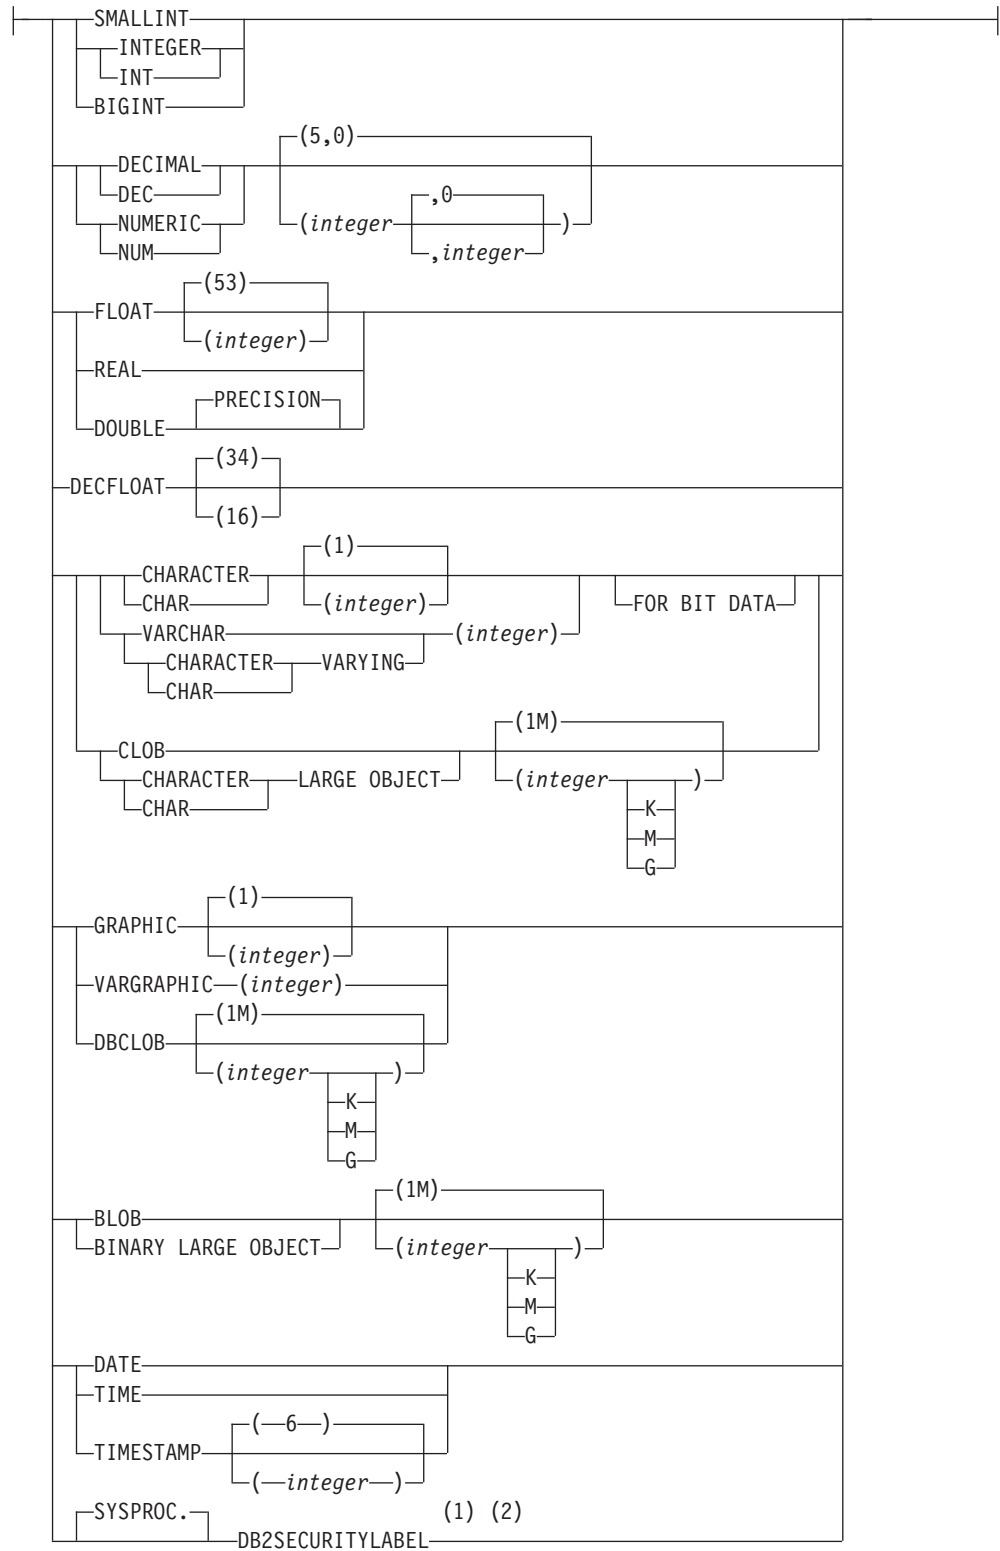 SMALLINT
INTEGER
INT
BIGINT
(5,0)
DECIMAL
DEC
,0
NUMERIC
(integer )
NUM
,integer
(53)
FLOAT
(integer)
REAL
PRECISION
DOUBLE
(34)
DECFLOAT
(16)
(1)
CHARACTER
CHAR
(integer)
FOR BIT DATA
VARCHAR
(integer)
CHARACTER
VARYING
CHAR
(1M)
CLOB
CHARACTER
LARGE OBJECT
(integer )
CHAR
K
M
G
(1)
GRAPHIC
(integer)
VARGRAPHIC (integer)
(1M)
DBCLOB
(integer )
K
M
G
(1M)
BLOB
BINARY LARGE OBJECT
(integer )
K
M
G
DATE
TIME
( 6 )
TIMESTAMP
( integer )
SYSPROC.
(1) (2)
DB2SECURITYLABEL